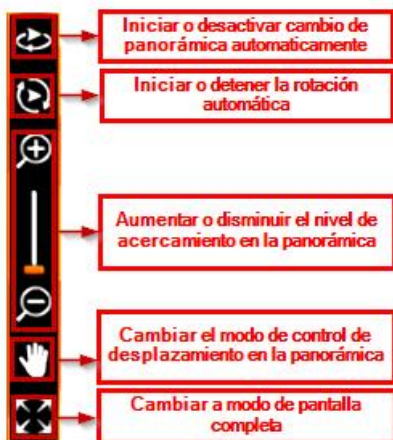 Iniciar o desactivar cambio de
panorámica automaticamente
Iniciar o detener la rotación
automática
Aumentar o disminuir el nivel de
acercamiento en la panorámica
Cambiar el modo de control de
desplazamiento en la panorámica
Cambiar a modo de pantalla
completa